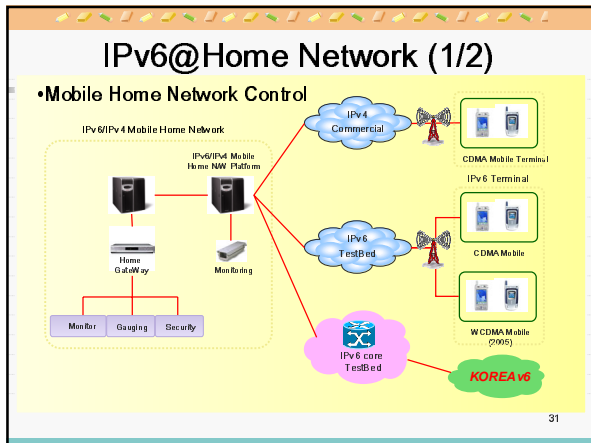 IPv6@Home Network (1/2)
•Mobile Home Network Control
IPv6/IPv4 Mobile Home Network
IPv6/IPv4 Mobile
Home N/W Platform
Home
GateWay
Monitoring
Monitor
Gauging
Security
IPv4
Commercial
CDMA Mobile Terminal
IPv6 Terminal
IPv6
TestBed
CDMA Mobile
WCDMA Mobile
(2005)
IPv6 core
TestBed
KOREAv6
31